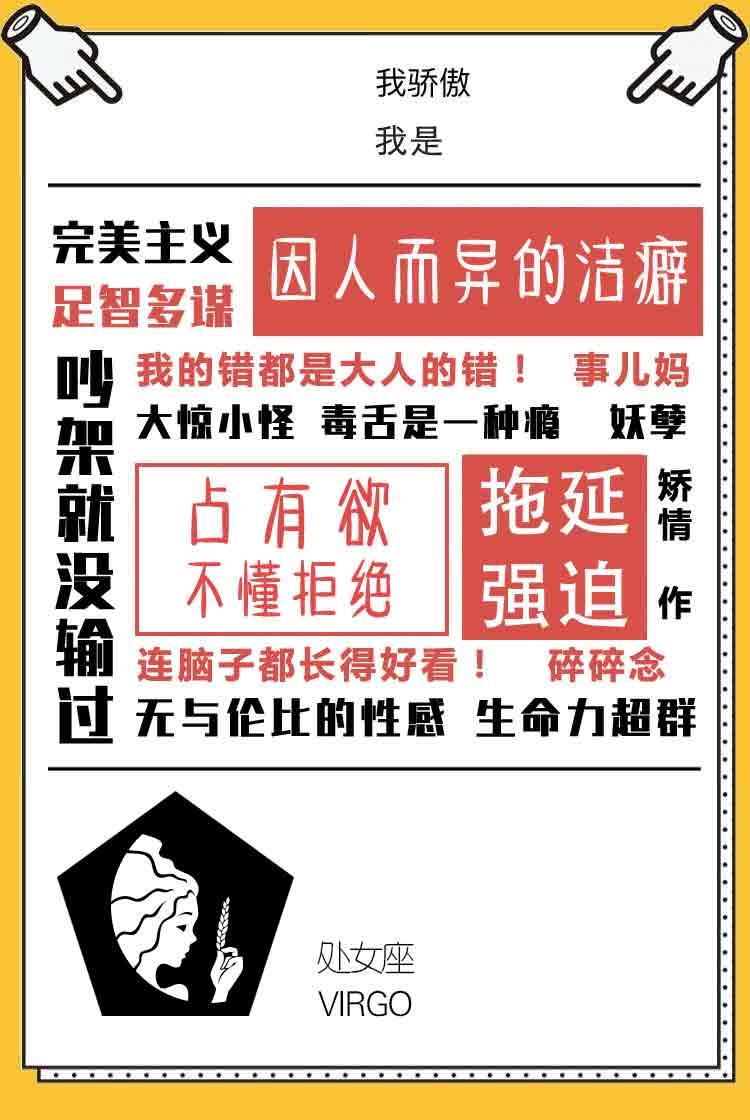 我骄傲
我是
完美主义
足智多谋
因人而异的洁癖
吵架就没输过
我的错都是大人的错！ 事儿妈
大惊小怪 毒舌是一种瘾 妖孽
占有欲
不懂拒绝
拖延
强迫
矫情 作
连脑子都长得好看！ 碎碎念
无与伦比的性感 生命力超群
处女座
VIRGO